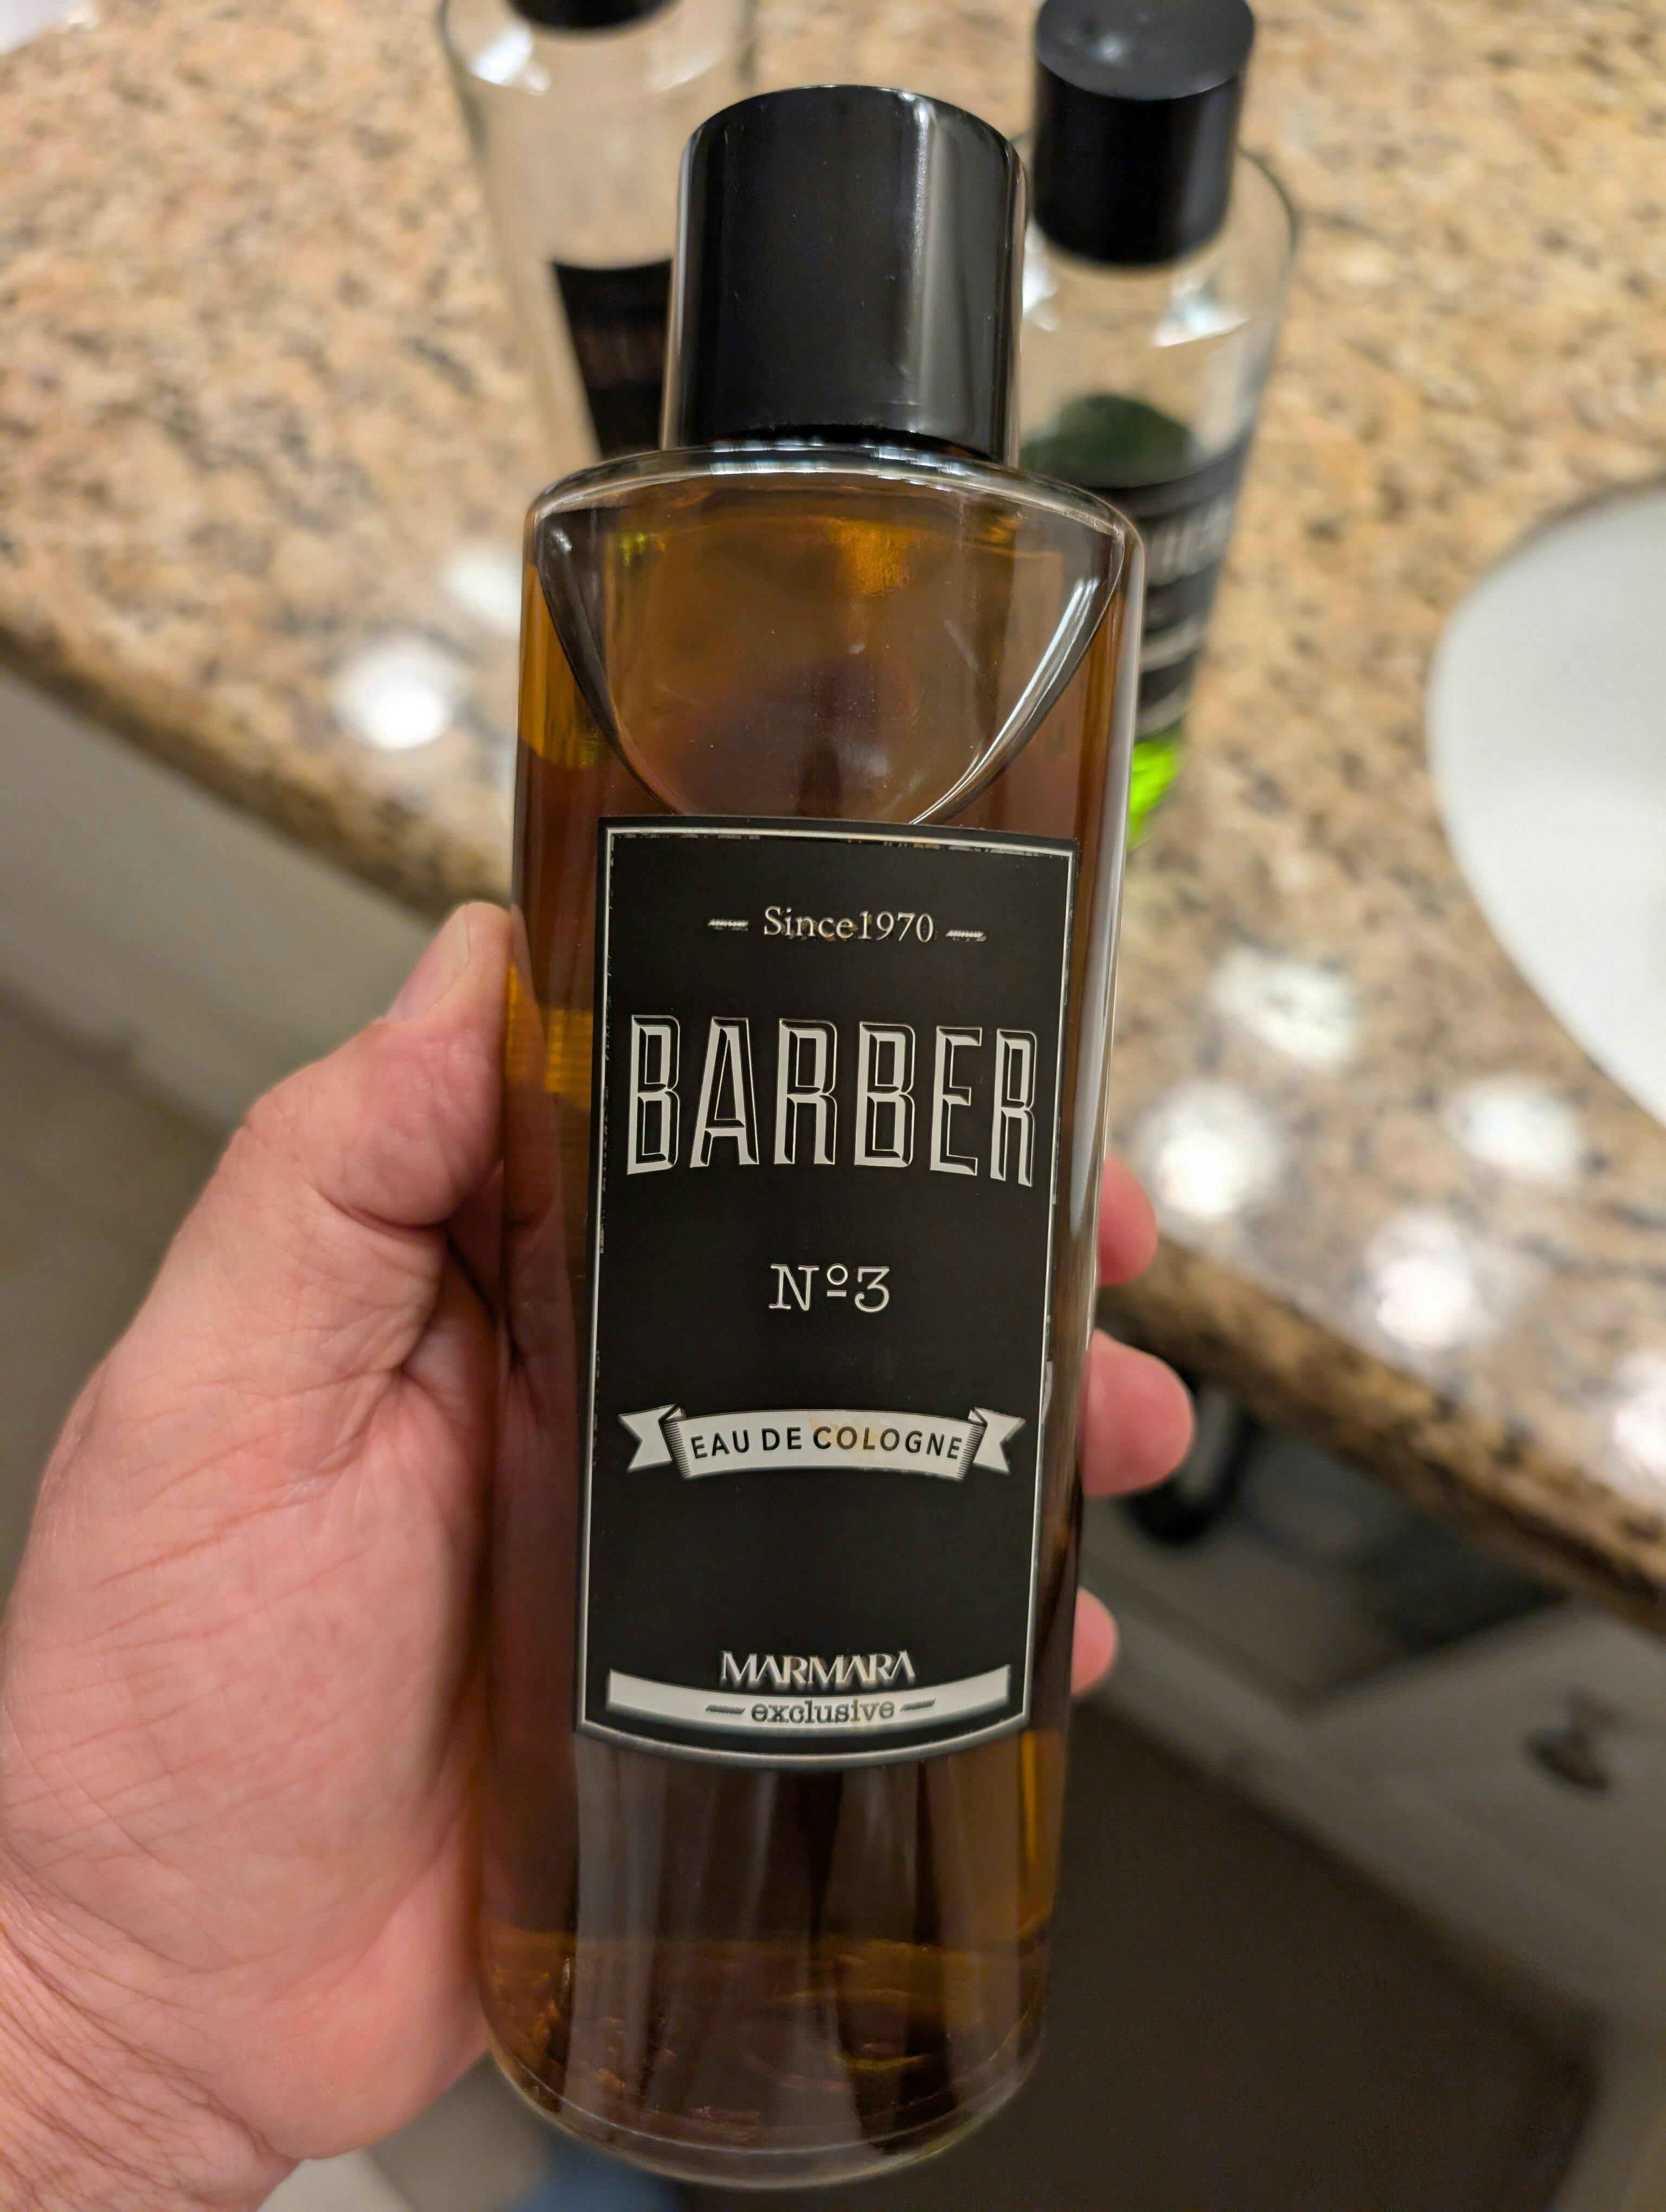 Since1970
BARBER
Nº3
EAU DE COLOGNE
MARMARA
exclusive